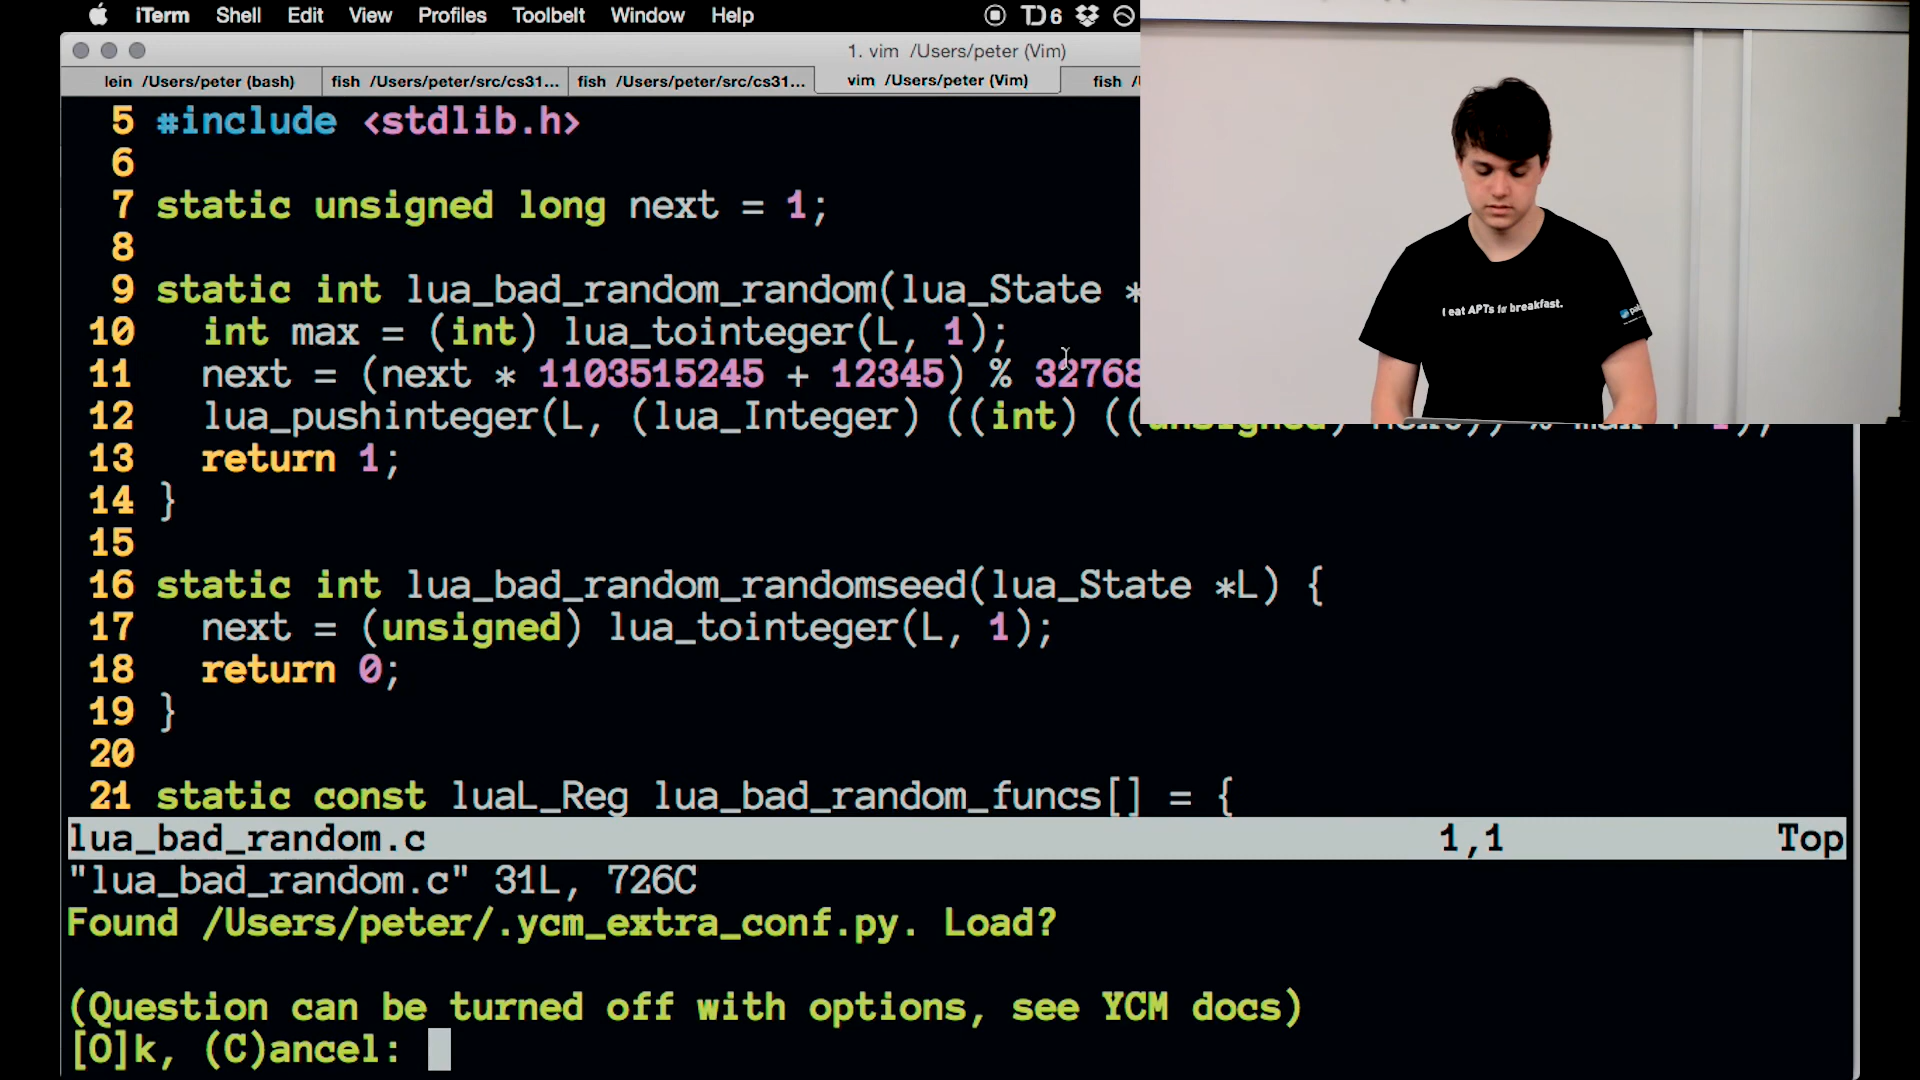 iTerm Shell Edit View Profiles Toolbelt Window Help 6
1. vim /Users/peter (Vim)
lein /Users/peter (bash) fish /Users/peter/src/cs31... fish /Users/peter/src/cs31... vim /Users/peter (Vim) fish
5 #include <stdlib.h>
6
7 static unsigned long next = 1;
8
9 static int lua_bad_random_random(lua_State *
10 int max = (int) lua_tointeger(L, 1);
11 next = (next * 1103515245 + 12345) % 32768
12 lua_pushinteger(L, (lua_Integer) ((int) ((unsigned) next)) % max + 1);
13 return 1;
14 }
15
16 static int lua_bad_random_randomseed(lua_State *L) {
17 next = (unsigned) lua_tointeger(L, 1);
18 return 0;
19 }
20
21 static const luaL_Reg lua_bad_random_funcs[] = {
lua_bad_random.c 1,1 Top
"lua_bad_random.c" 31L, 726C
Found /Users/peter/.ycm_extra_conf.py. Load?
(Question can be turned off with options, see YCM docs)
[O]k, (C)ancel:
I eat APTs for breakfast.